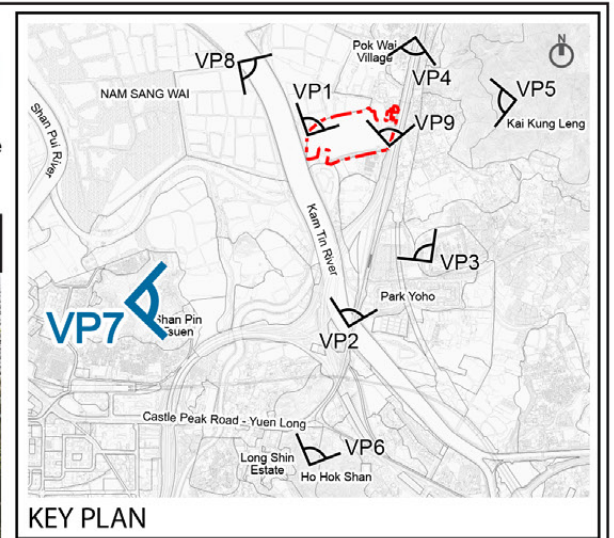 N
Pok Wai
Village
VP8
VP4
VP1
NAM SANG WAI
VP5
VP9
Kai Kung Leng
Shan Pui River
Kam Tin River
VP3
Park Yoho
VP7
Shan Pin
Tsuen
VP2
Castle Peak Road - Yuen Long
Long Shin
Estate
VP6
Ho Hok Shan
KEY PLAN